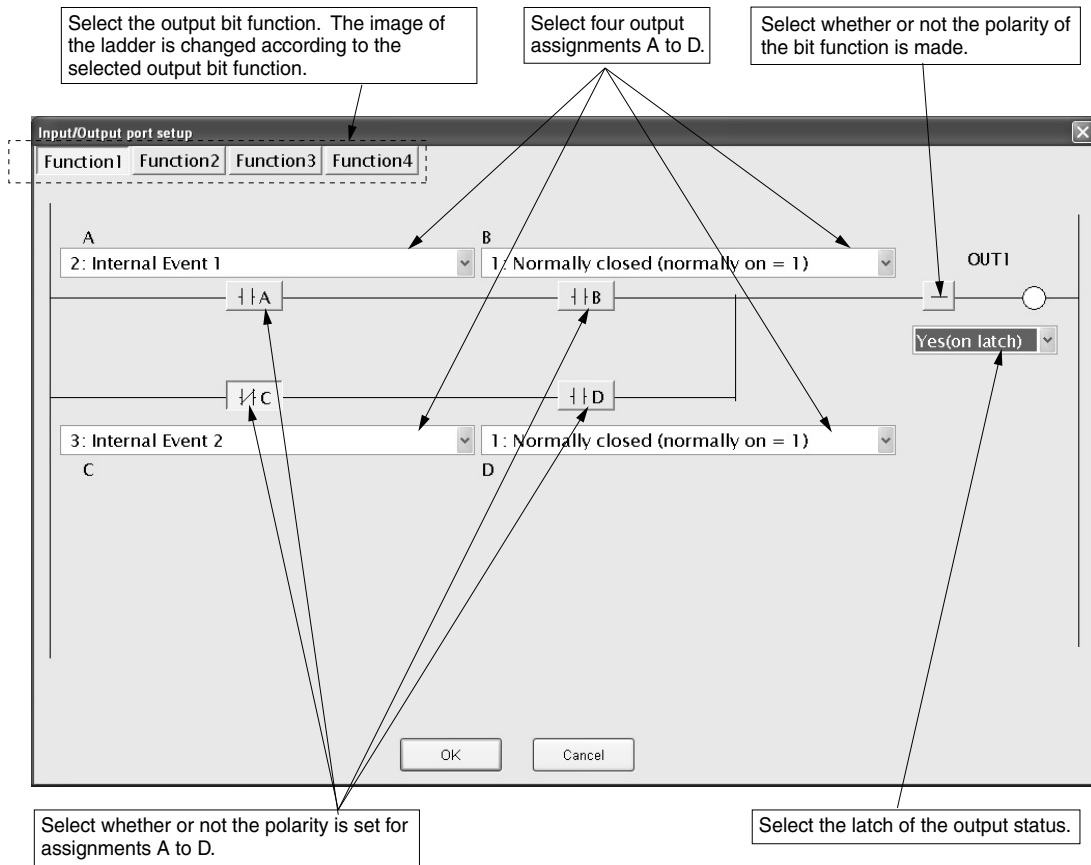 Select the output bit function.  The image of
the ladder is changed according to the
selected output bit function.
Select four output
assignments A to D.
Select whether or not the polarity of
the bit function is made.
Input/Output port setup
Function1 Function2 Function3 Function4
A
B
2: Internal Event 1
1: Normally closed (normally on = 1)
OUT1
A
B
Yes(on latch)
C
D
3: Internal Event 2
1: Normally closed (normally on = 1)
C
D
OK
Cancel
Select whether or not the polarity is set for
assignments A to D.
Select the latch of the output status.